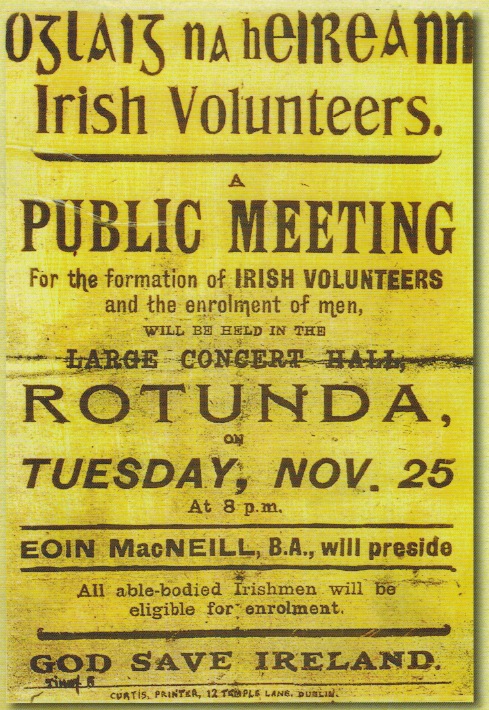 Óglaiġ na hEireann
Irish Volunteers.
A
PUBLIC MEETING
For the formation of IRISH VOLUNTEERS
and the enrolment of men,
WILL BE HELD IN THE
LARGE CONCERT HALL,
ROTUNDA,
ON
TUESDAY, NOV. 25
At 8 p.m.
EOIN MacNEILL, B.A., will preside
All able-bodied Irishmen will be
eligible for enrolment.
GOD SAVE IRELAND.
CURTIS, PRINTER, 12 TEMPLE LANE, DUBLIN.